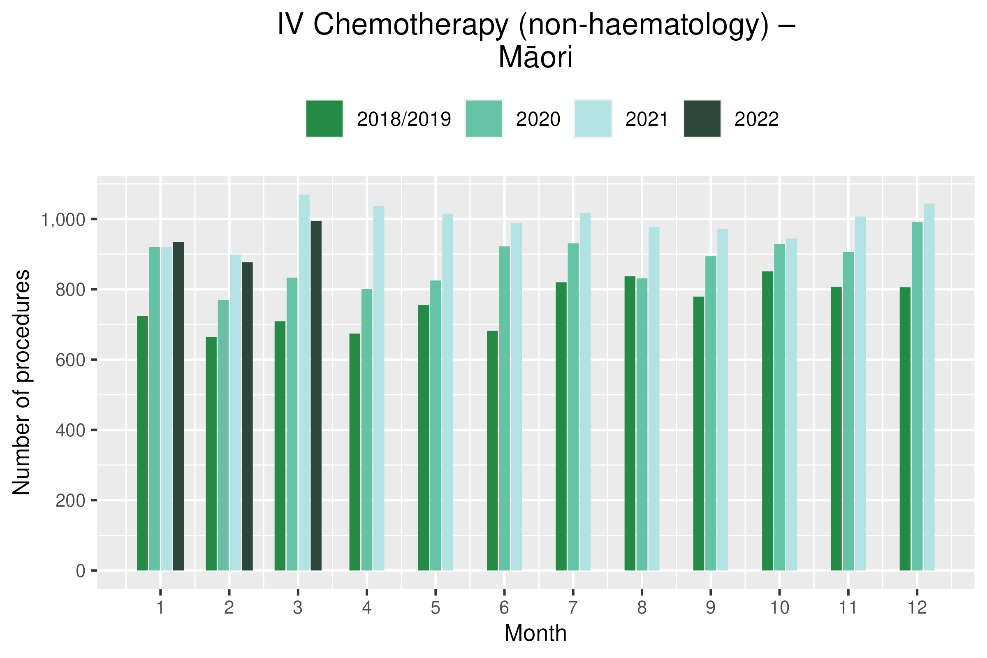 IV Chemotherapy (non-haematology) –
Māori
2018/2019 2020 2021 2022
1,000
800
600
400
200
0
Number of procedures
1 2 3 4 5 6 7 8 9 10 11 12
Month